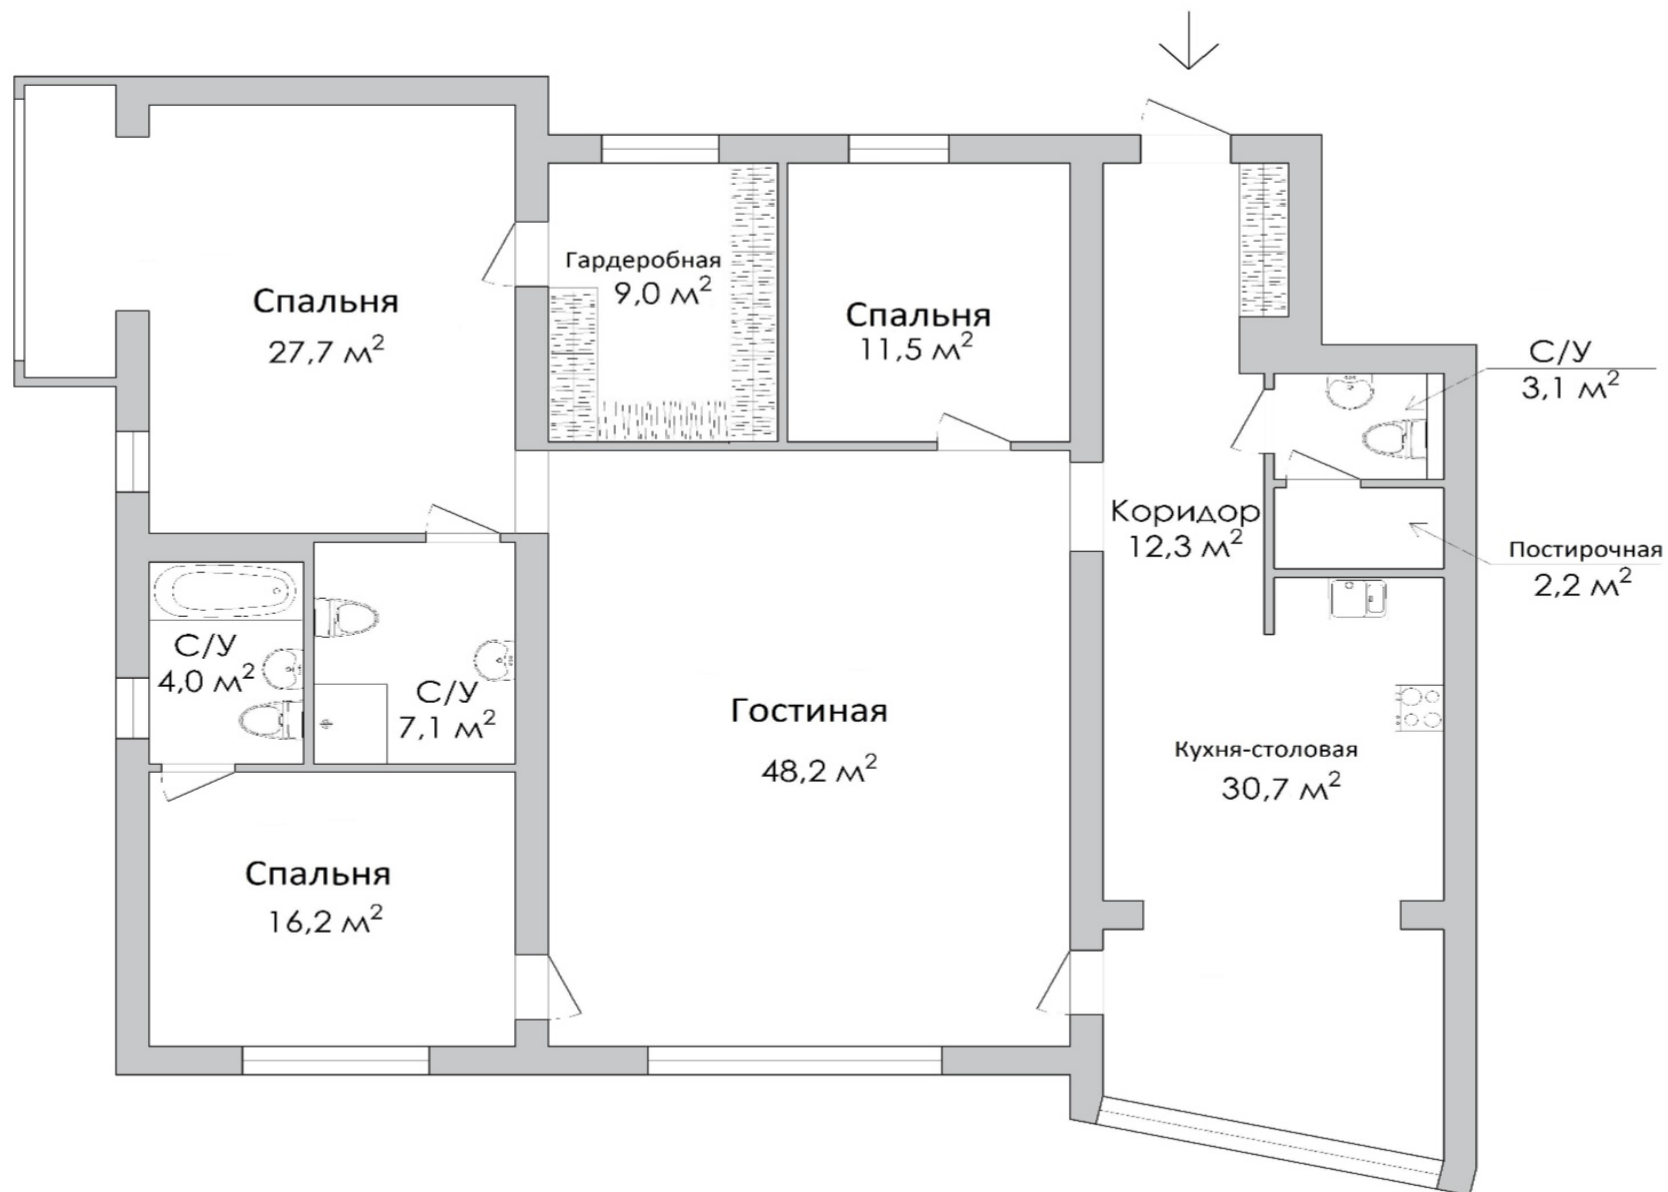 Спальня
27,7 м²
Гардеробная
9,0 м²
Спальня
11,5 м²
С/У
3,1 м²
Коридор
12,3 м²
Постирочная
2,2 м²
С/У
4,0 м²
С/У
7,1 м²
Гостиная
48,2 м²
Кухня-столовая
30,7 м²
Спальня
16,2 м²